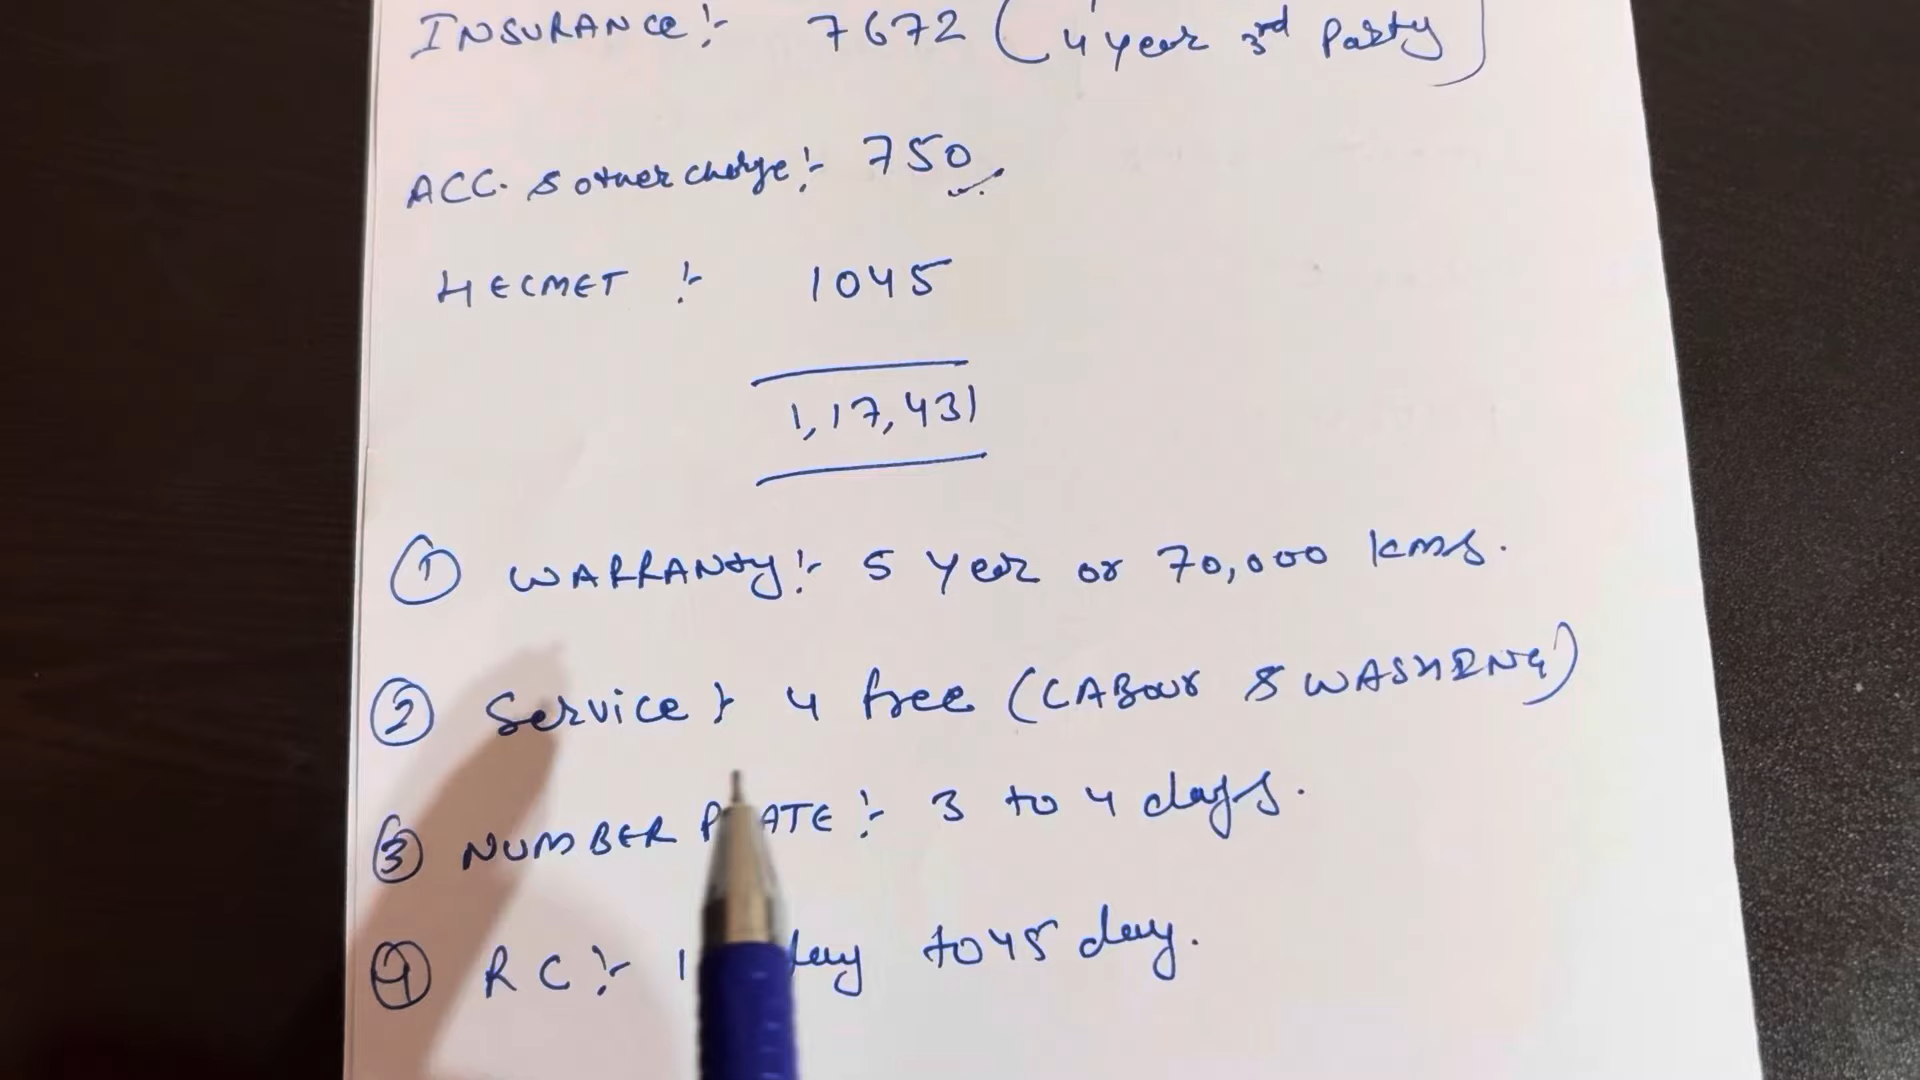 INSURANCE:- 7672 (4 year 3rd Party)
ACC. & other charge:- 750
HELMET :- 1045
1,17,431
① WARRANty:- 5 year or 70,000 kms.
② Service:- 4 free (LABour & WASHING)
③ NUMBER PLATE:- 3 to 4 days.
④ RC:- day to 45 day.